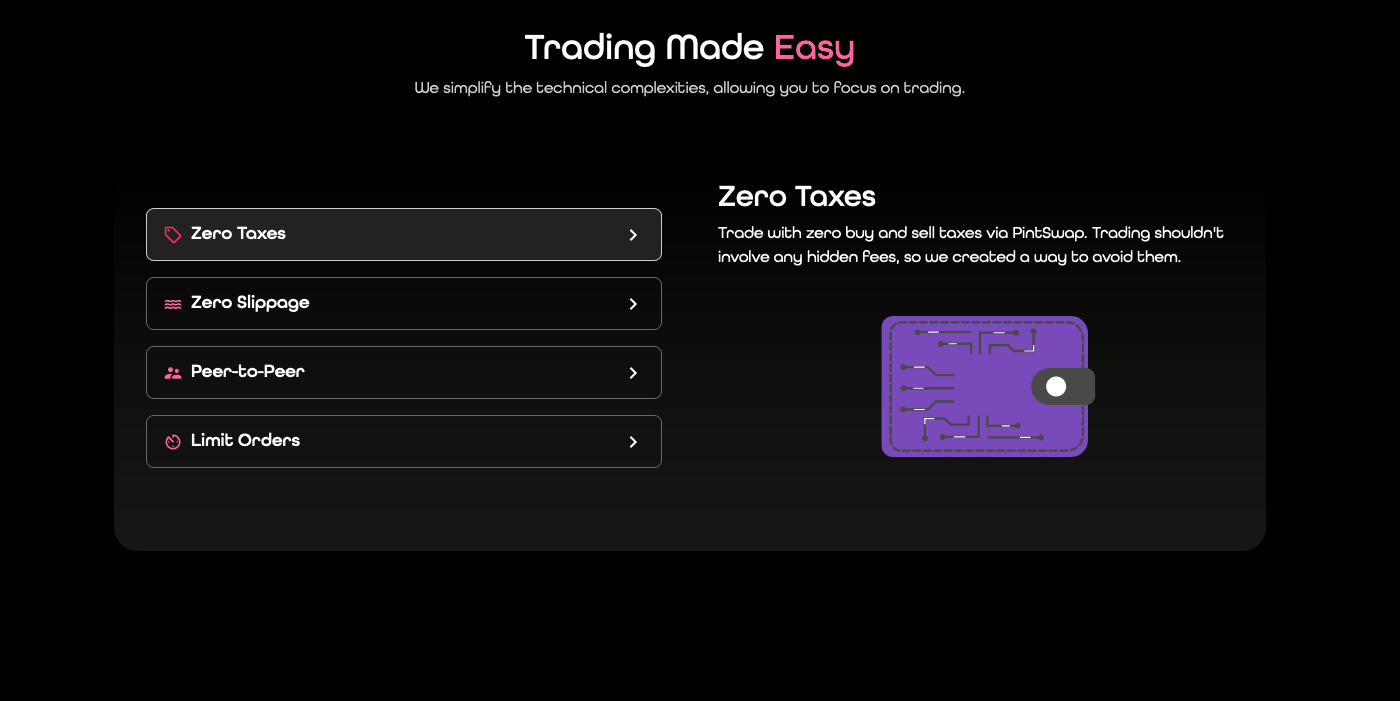 Trading Made Easy
We simplify the technical complexities, allowing you to focus on trading.
Zero Taxes
Zero Slippage
Peer-to-Peer
Limit Orders
Zero Taxes
Trade with zero buy and sell taxes via PintSwap. Trading shouldn't
involve any hidden fees, so we created a way to avoid them.